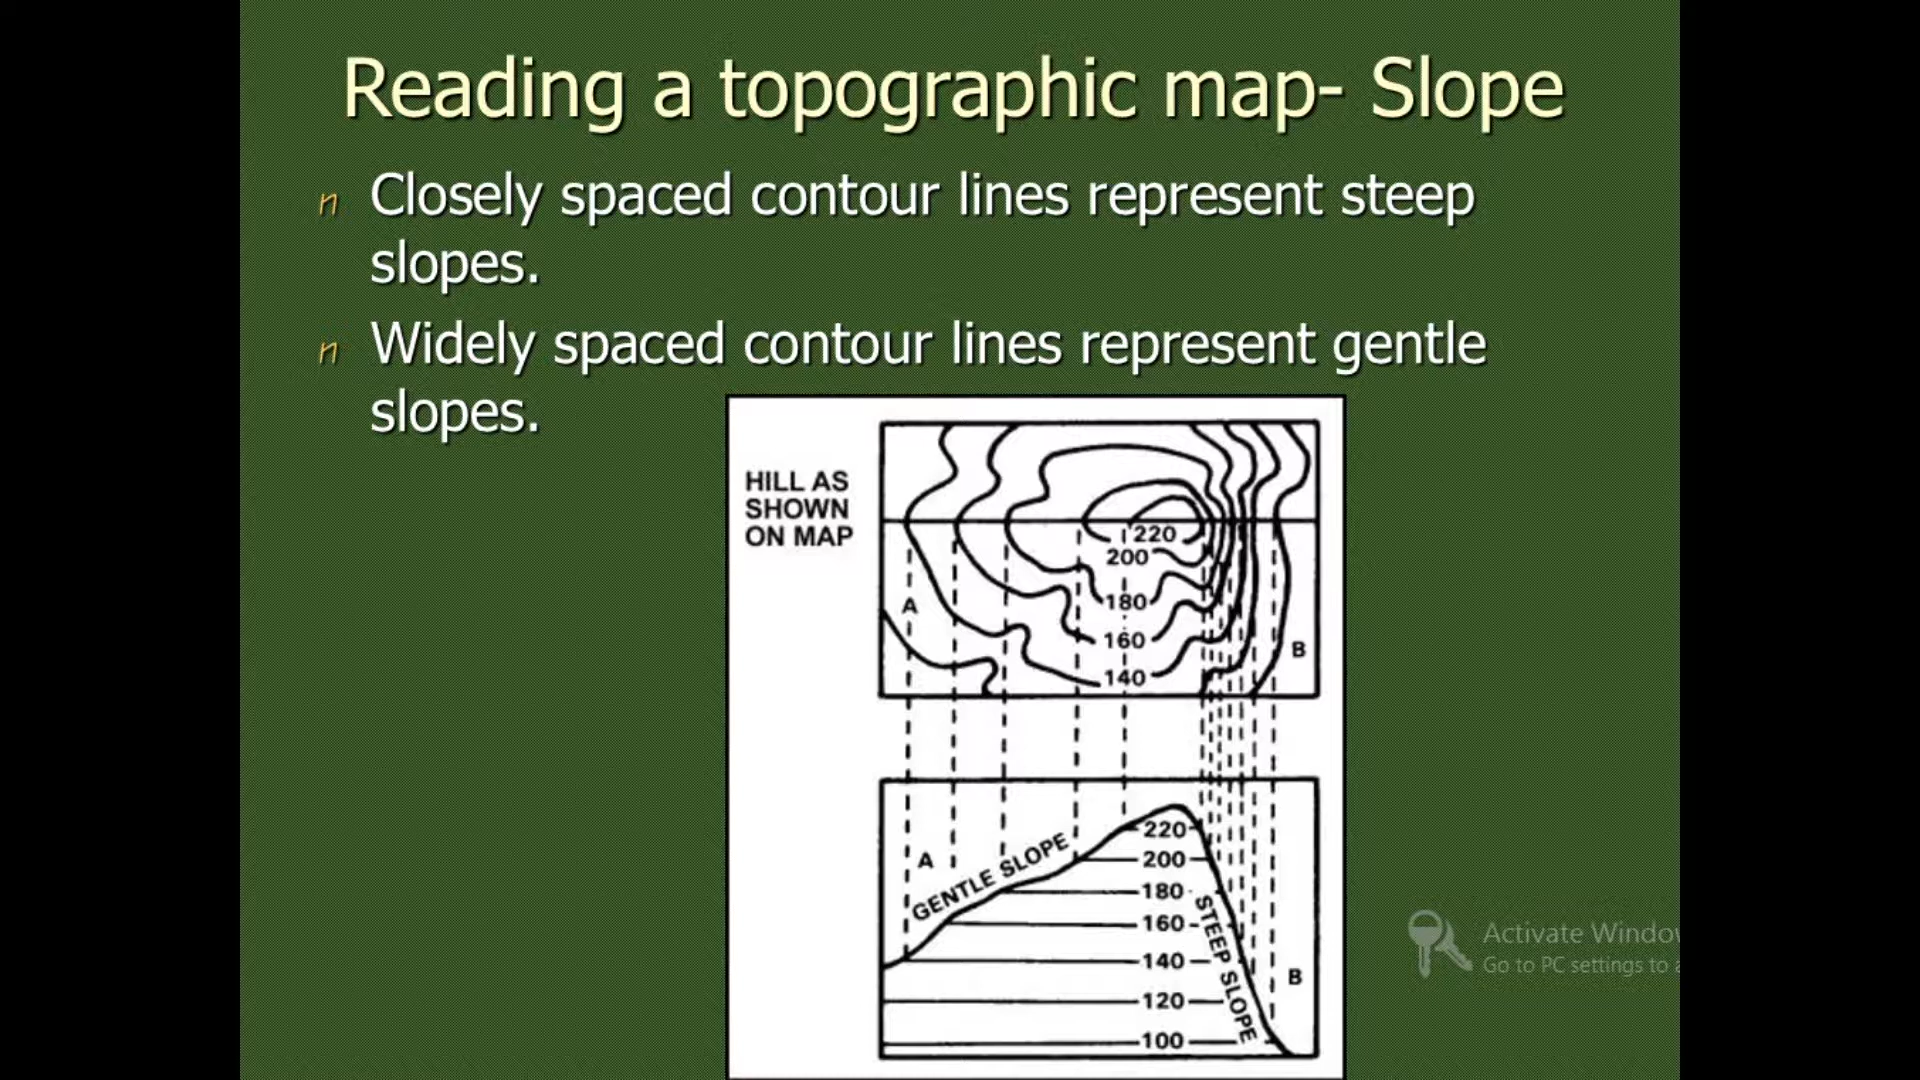 Reading a topographic map- Slope
n Closely spaced contour lines represent steep
slopes.
n Widely spaced contour lines represent gentle
slopes.
HILL AS
SHOWN
ON MAP
220
200
A
180
160
B
140
220
200
A
GENTLE SLOPE
180
STEEP SLOPE
160
140
B
120
100
Activate Window
Go to PC settings to a